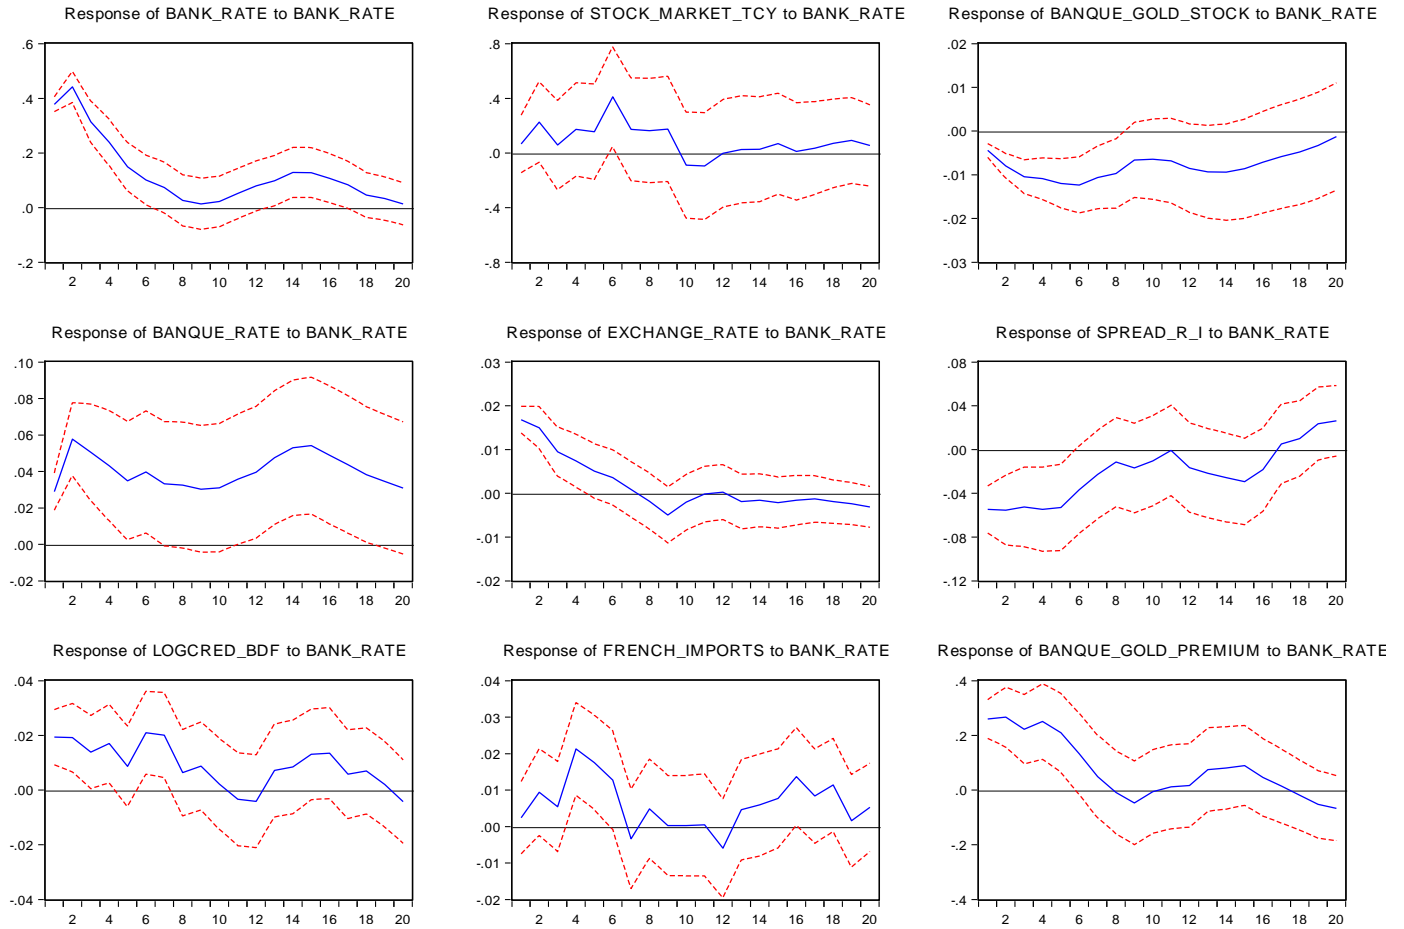 Response of BANK_RATE to BANK_RATE
.6
.4
.2
.0
-.2
2 4 6 8 10 12 14 16 18 20
Response of STOCK_MARKET_TCY to BANK_RATE
.8
.4
.0
-.4
-.8
2 4 6 8 10 12 14 16 18 20
Response of BANQUE_GOLD_STOCK to BANK_RATE
.02
.01
.00
-.01
-.02
-.03
2 4 6 8 10 12 14 16 18 20
Response of BANQUE_RATE to BANK_RATE
.10
.08
.06
.04
.02
.00
-.02
2 4 6 8 10 12 14 16 18 20
Response of EXCHANGE_RATE to BANK_RATE
.03
.02
.01
.00
-.01
-.02
2 4 6 8 10 12 14 16 18 20
Response of SPREAD_R_I to BANK_RATE
.08
.04
.00
-.04
-.08
-.12
2 4 6 8 10 12 14 16 18 20
Response of LOGCRED_BDF to BANK_RATE
.04
.02
.00
-.02
-.04
2 4 6 8 10 12 14 16 18 20
Response of FRENCH_IMPORTS to BANK_RATE
.04
.03
.02
.01
.00
-.01
-.02
2 4 6 8 10 12 14 16 18 20
Response of BANQUE_GOLD_PREMIUM to BANK_RATE
.4
.2
.0
-.2
-.4
2 4 6 8 10 12 14 16 18 20